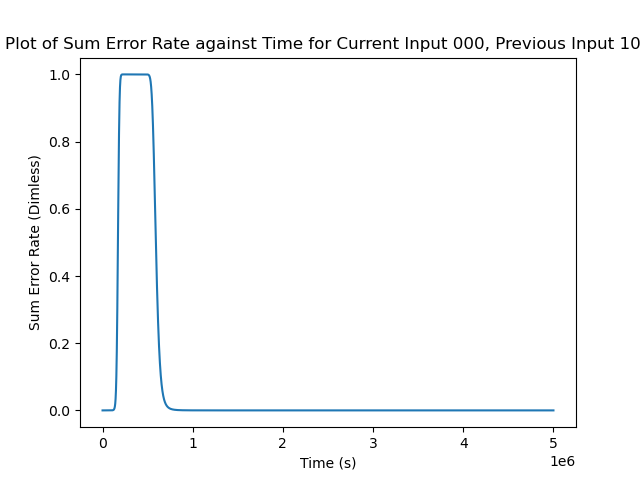 Plot of Sum Error Rate against Time for Current Input 000, Previous Input 10
1.0
0.8
0.6
0.4
0.2
0.0
Sum Error Rate (Dimless)
0 1 2 3 4 5
1e6
Time (s)